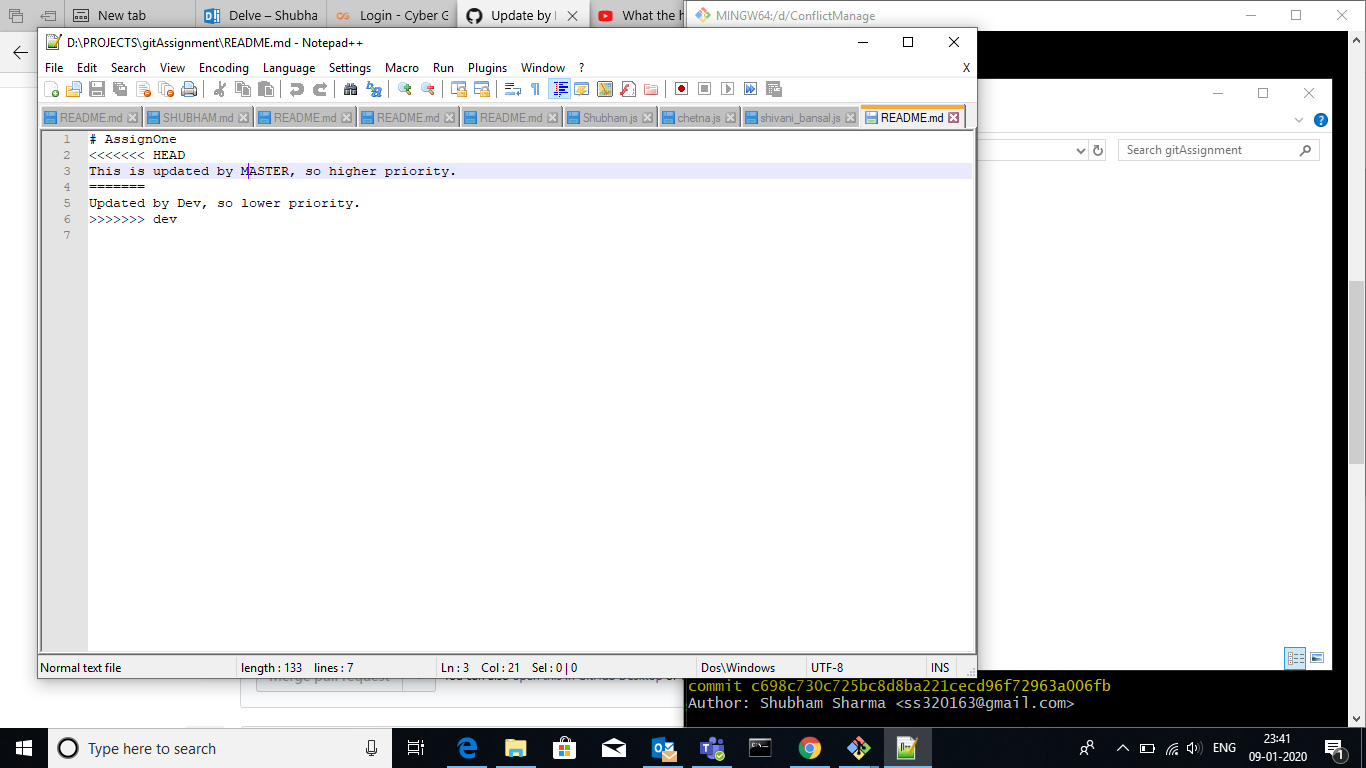 New tab
Delve – Shubha
Login - Cyber G
Update by
What the h
MINGW64:/d/ConflictManage
D:\PROJECTS\gitAssignment\README.md - Notepad++
File Edit Search View Encoding Language Settings Macro Run Plugins Window ? X
README.md SHUBHAM.md README.md README.md README.md Shubham.js chetna.js shivani_bansal.js README.md
Search gitAssignment
1 # AssignOne
2 <<<<<<< HEAD
3 This is updated by MASTER, so higher priority.
4 =======
5 Updated by Dev, so lower priority.
6 >>>>>>> dev
7
Normal text file length : 133 lines : 7 Ln : 3 Col : 21 Sel : 0 | 0 Dos\Windows UTF-8 INS
Merge pull request You can also open this in GitHub Desktop or
commit c698c730c725bc8d8ba221cecd96f72963a006fb
Author: Shubham Sharma <ss320163@gmail.com>
Type here to search
ENG
23:41
09-01-2020
1